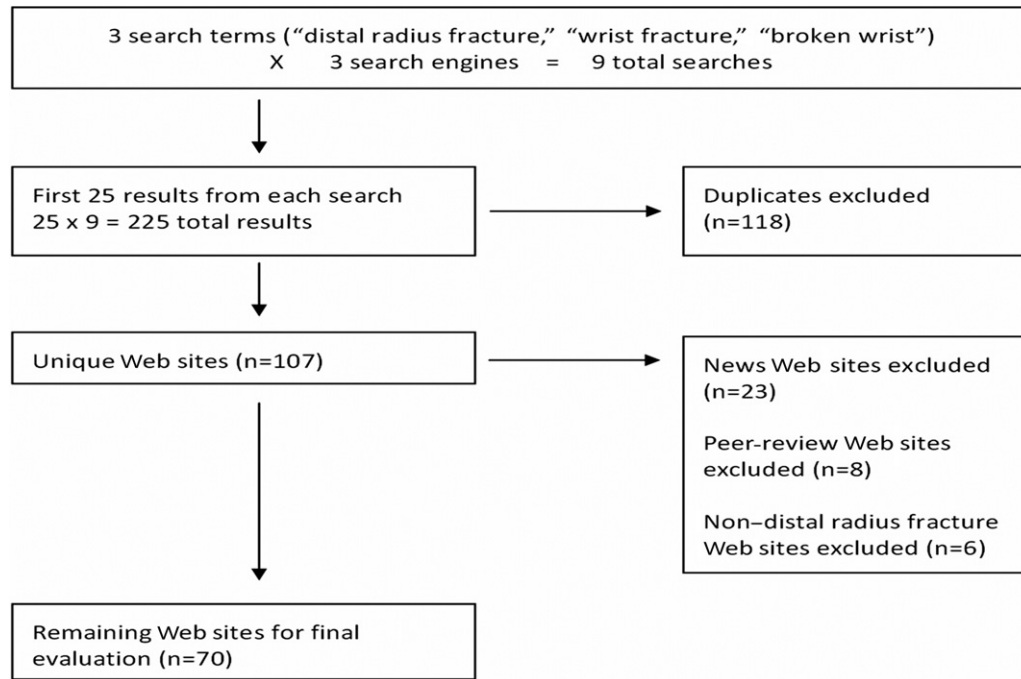 3 search terms (“distal radius fracture,” “wrist fracture,” “broken wrist”)
X 3 search engines = 9 total searches
First 25 results from each search
25 x 9 = 225 total results
Duplicates excluded
(n=118)
Unique Web sites (n=107)
News Web sites excluded
(n=23)
Peer-review Web sites
excluded (n=8)
Non–distal radius fracture
Web sites excluded (n=6)
Remaining Web sites for final
evaluation (n=70)